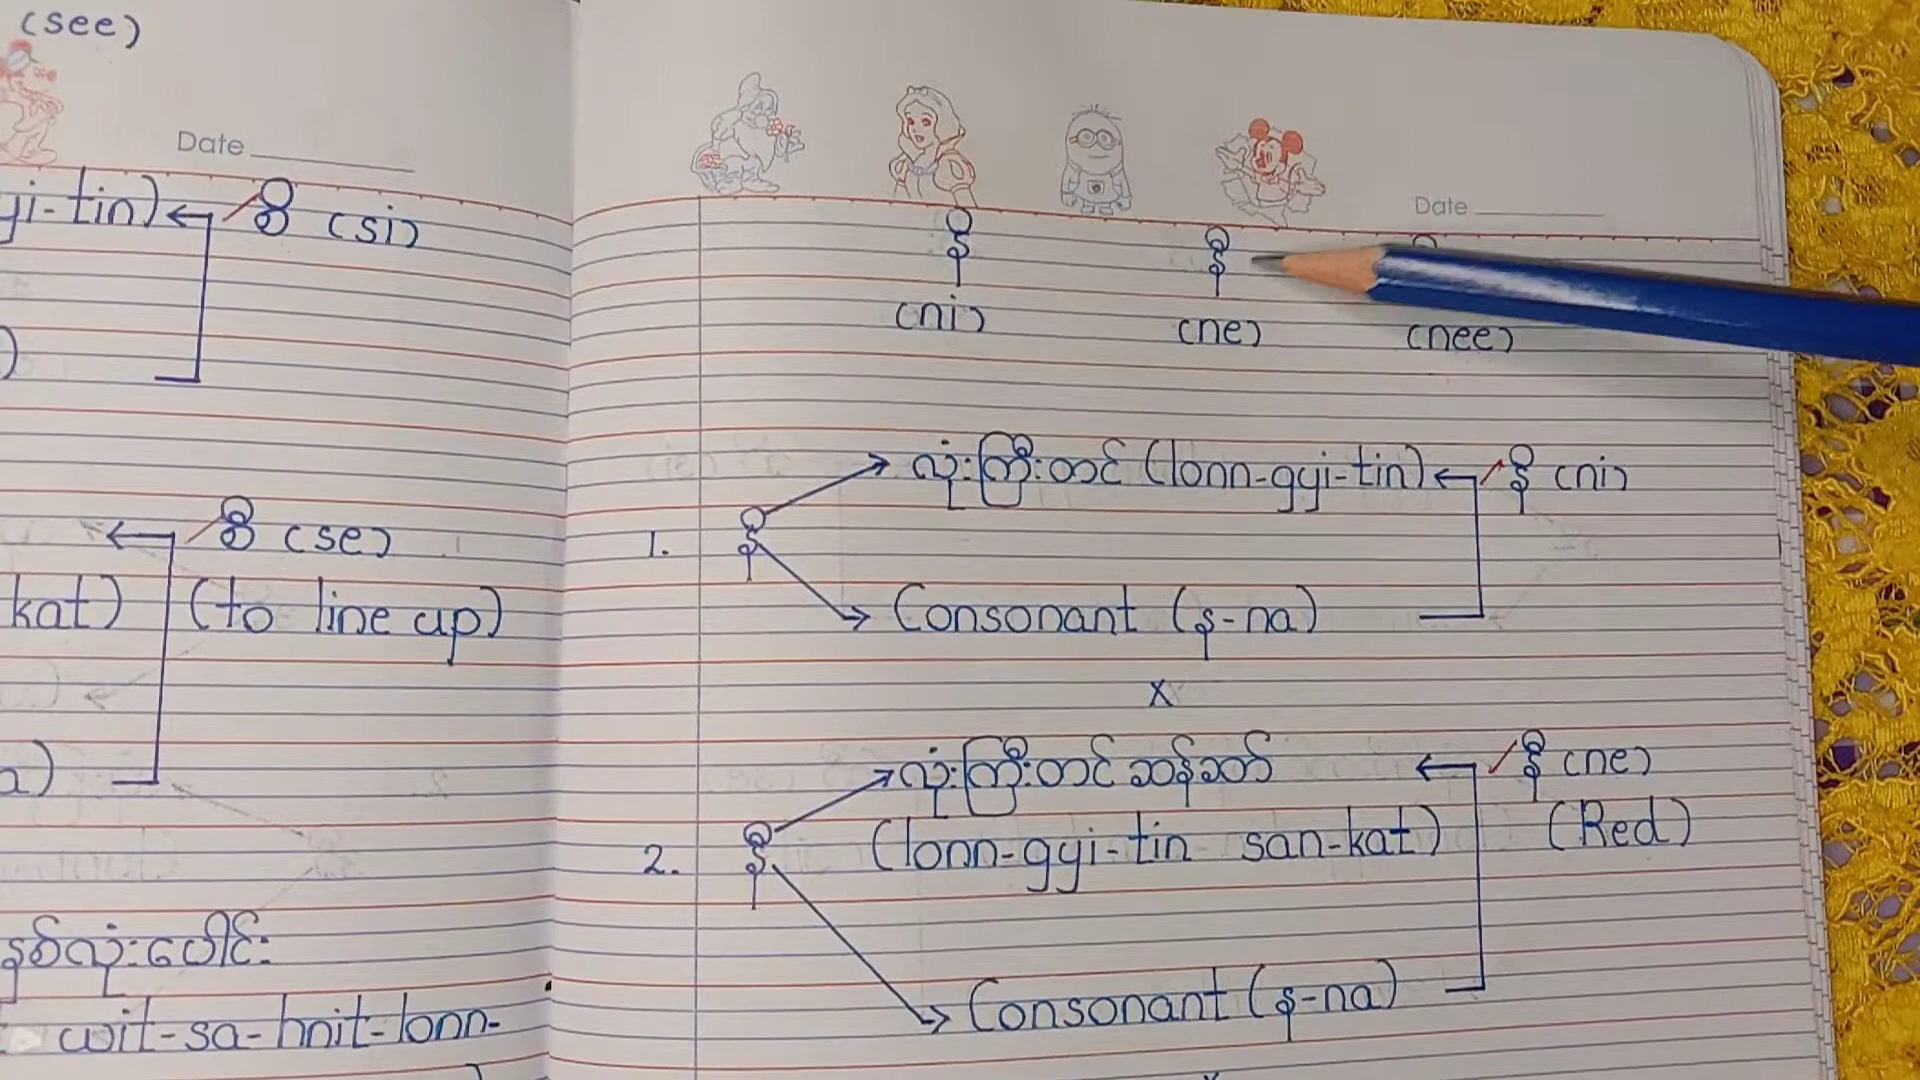 (see)
Date
yi-tin) ← စိ (si)
စီ (se)
kat) (to line up)
a)
နှစ်လုံးပေါင်း
wit-sa-hnit-lonn-
Date
နိ
(ni) (ne) (nee)
လုံးကြီးတင် (lonn-gyi-tin) ← နိ (ni)
1. နိ
Consonant (န-na)
x
လုံးကြီးတင် ဆန်ခတ် ← နီ (ne)
(lonn-gyi-tin san-kat) (Red)
2. နီ
Consonant (န-na)